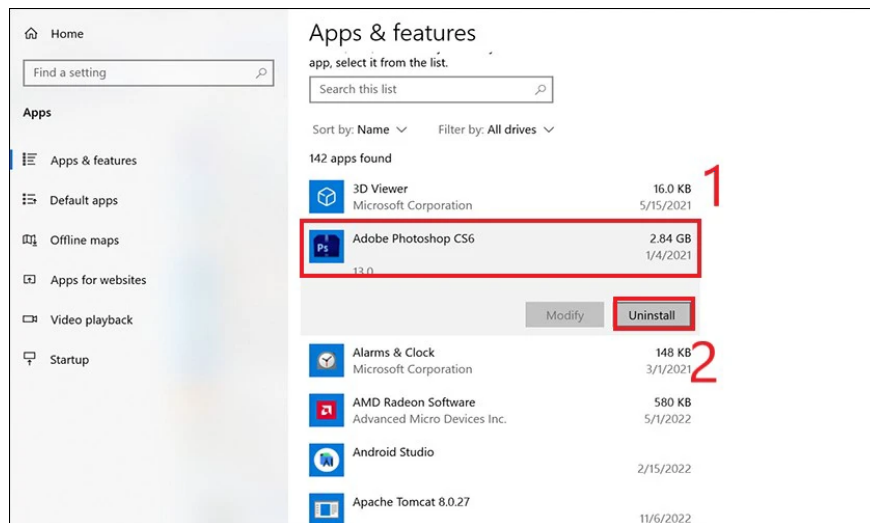 Home
Find a setting
Apps
Apps & features
Default apps
Offline maps
Apps for websites
Video playback
Startup
Apps & features
app, select it from the list.
Search this list
Sort by: Name Filter by: All drives
142 apps found
1
3D Viewer 16.0 KB
Microsoft Corporation 5/15/2021
Ps Adobe Photoshop CS6 2.84 GB
1/4/2021
13.0
Modify Uninstall
2
Alarms & Clock 148 KB
Microsoft Corporation 3/1/2021
AMD Radeon Software 580 KB
Advanced Micro Devices Inc. 5/1/2022
Android Studio
2/15/2022
Apache Tomcat 8.0.27
11/6/2022